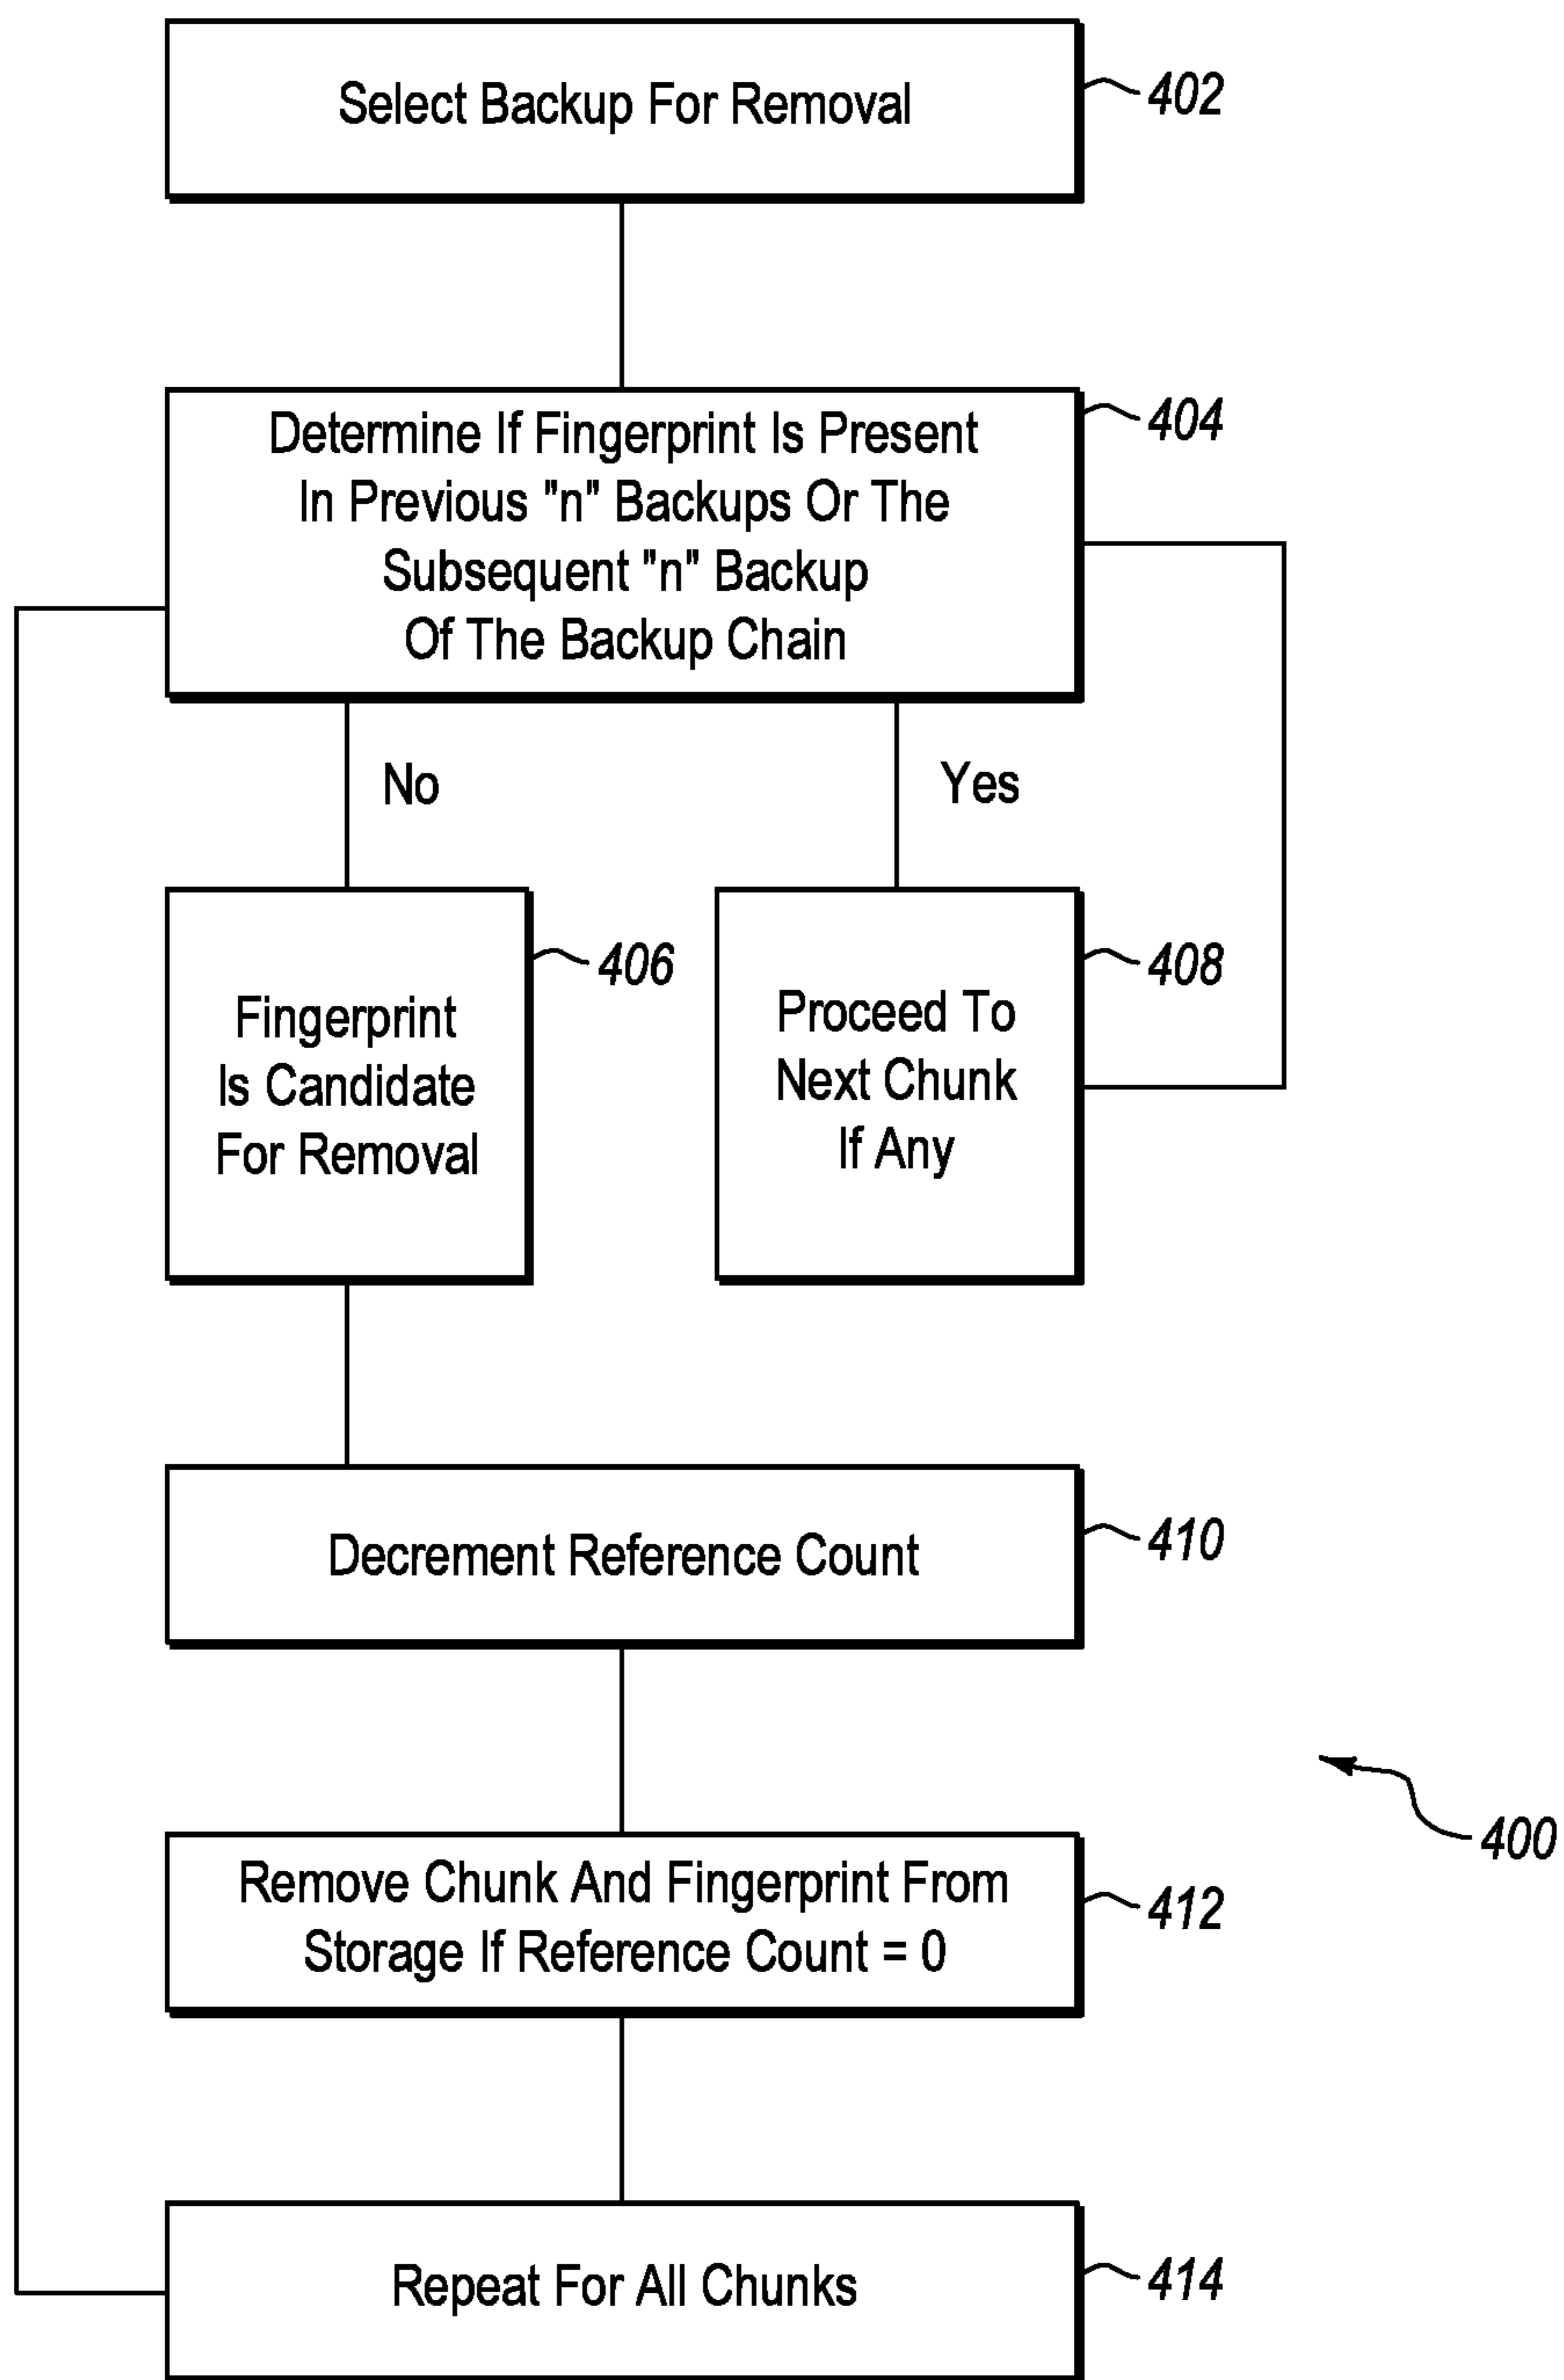 Select Backup For Removal
402
Determine If Fingerprint Is Present
In Previous "n" Backups Or The
Subsequent "n" Backup
Of The Backup Chain
404
No
Yes
Fingerprint
Is Candidate
For Removal
406
Proceed To
Next Chunk
If Any
408
Decrement Reference Count
410
Remove Chunk And Fingerprint From
Storage If Reference Count = 0
412
400
Repeat For All Chunks
414